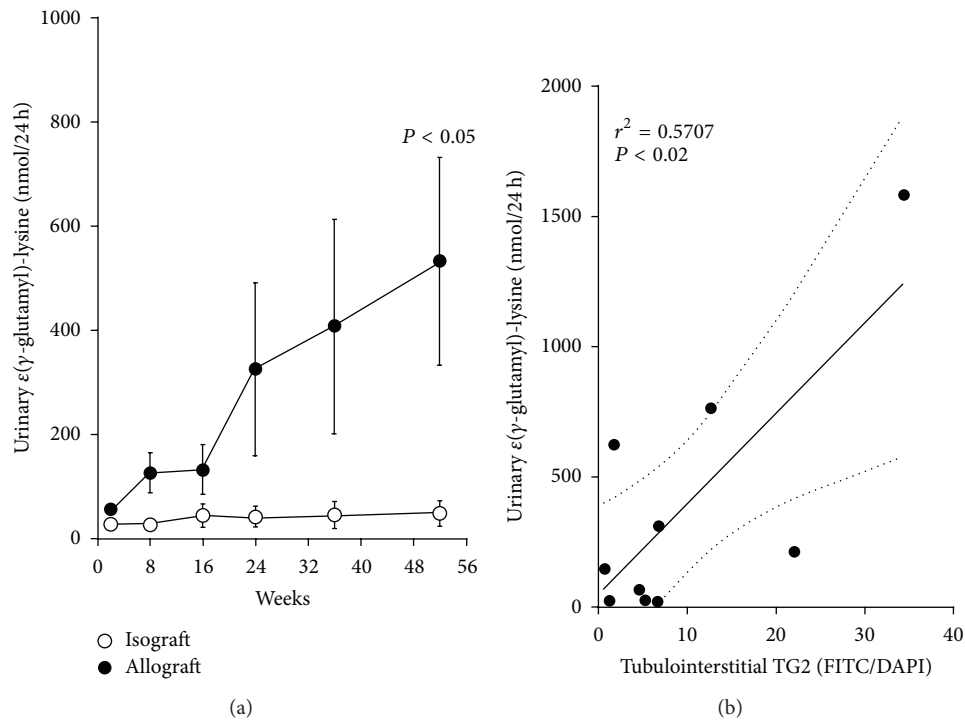 (a)
1000
800
600
400
200
0
Urinary ε(γ-glutamyl)-lysine (nmol/24 h)
P < 0.05
0 8 16 24 32 40 48 56
Weeks
Isograft
Allograft
(b)
2000
1500
1000
500
0
Urinary ε(γ-glutamyl)-lysine (nmol/24 h)
r² = 0.5707
P < 0.02
0 10 20 30 40
Tubulointerstitial TG2 (FITC/DAPI)